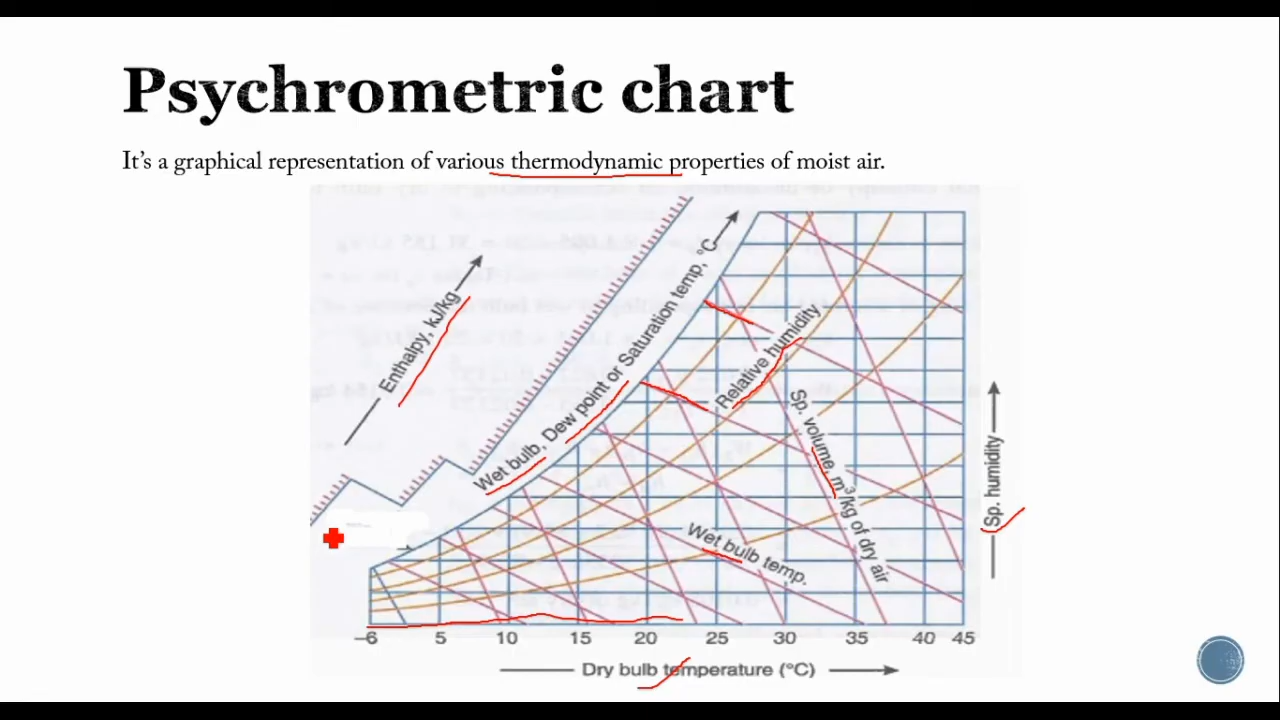 Psychrometric chart
It's a graphical representation of various thermodynamic properties of moist air.
Enthalpy, kJ/kg
Wet bulb, Dew point or Saturation temp, °C
Relative humidity
Sp. volume, m³/kg of dry air
Wet bulb temp.
Sp. humidity
–6 5 10 15 20 25 30 35 40 45
Dry bulb temperature (°C)